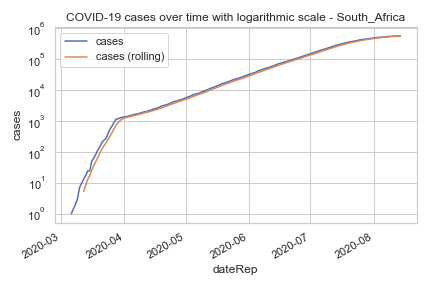 COVID-19 cases over time with logarithmic scale - South_Africa
cases
cases (rolling)
10^6
10^5
10^4
10^3
10^2
10^1
10^0
cases
2020-03
2020-04
2020-05
2020-06
2020-07
2020-08
dateRep